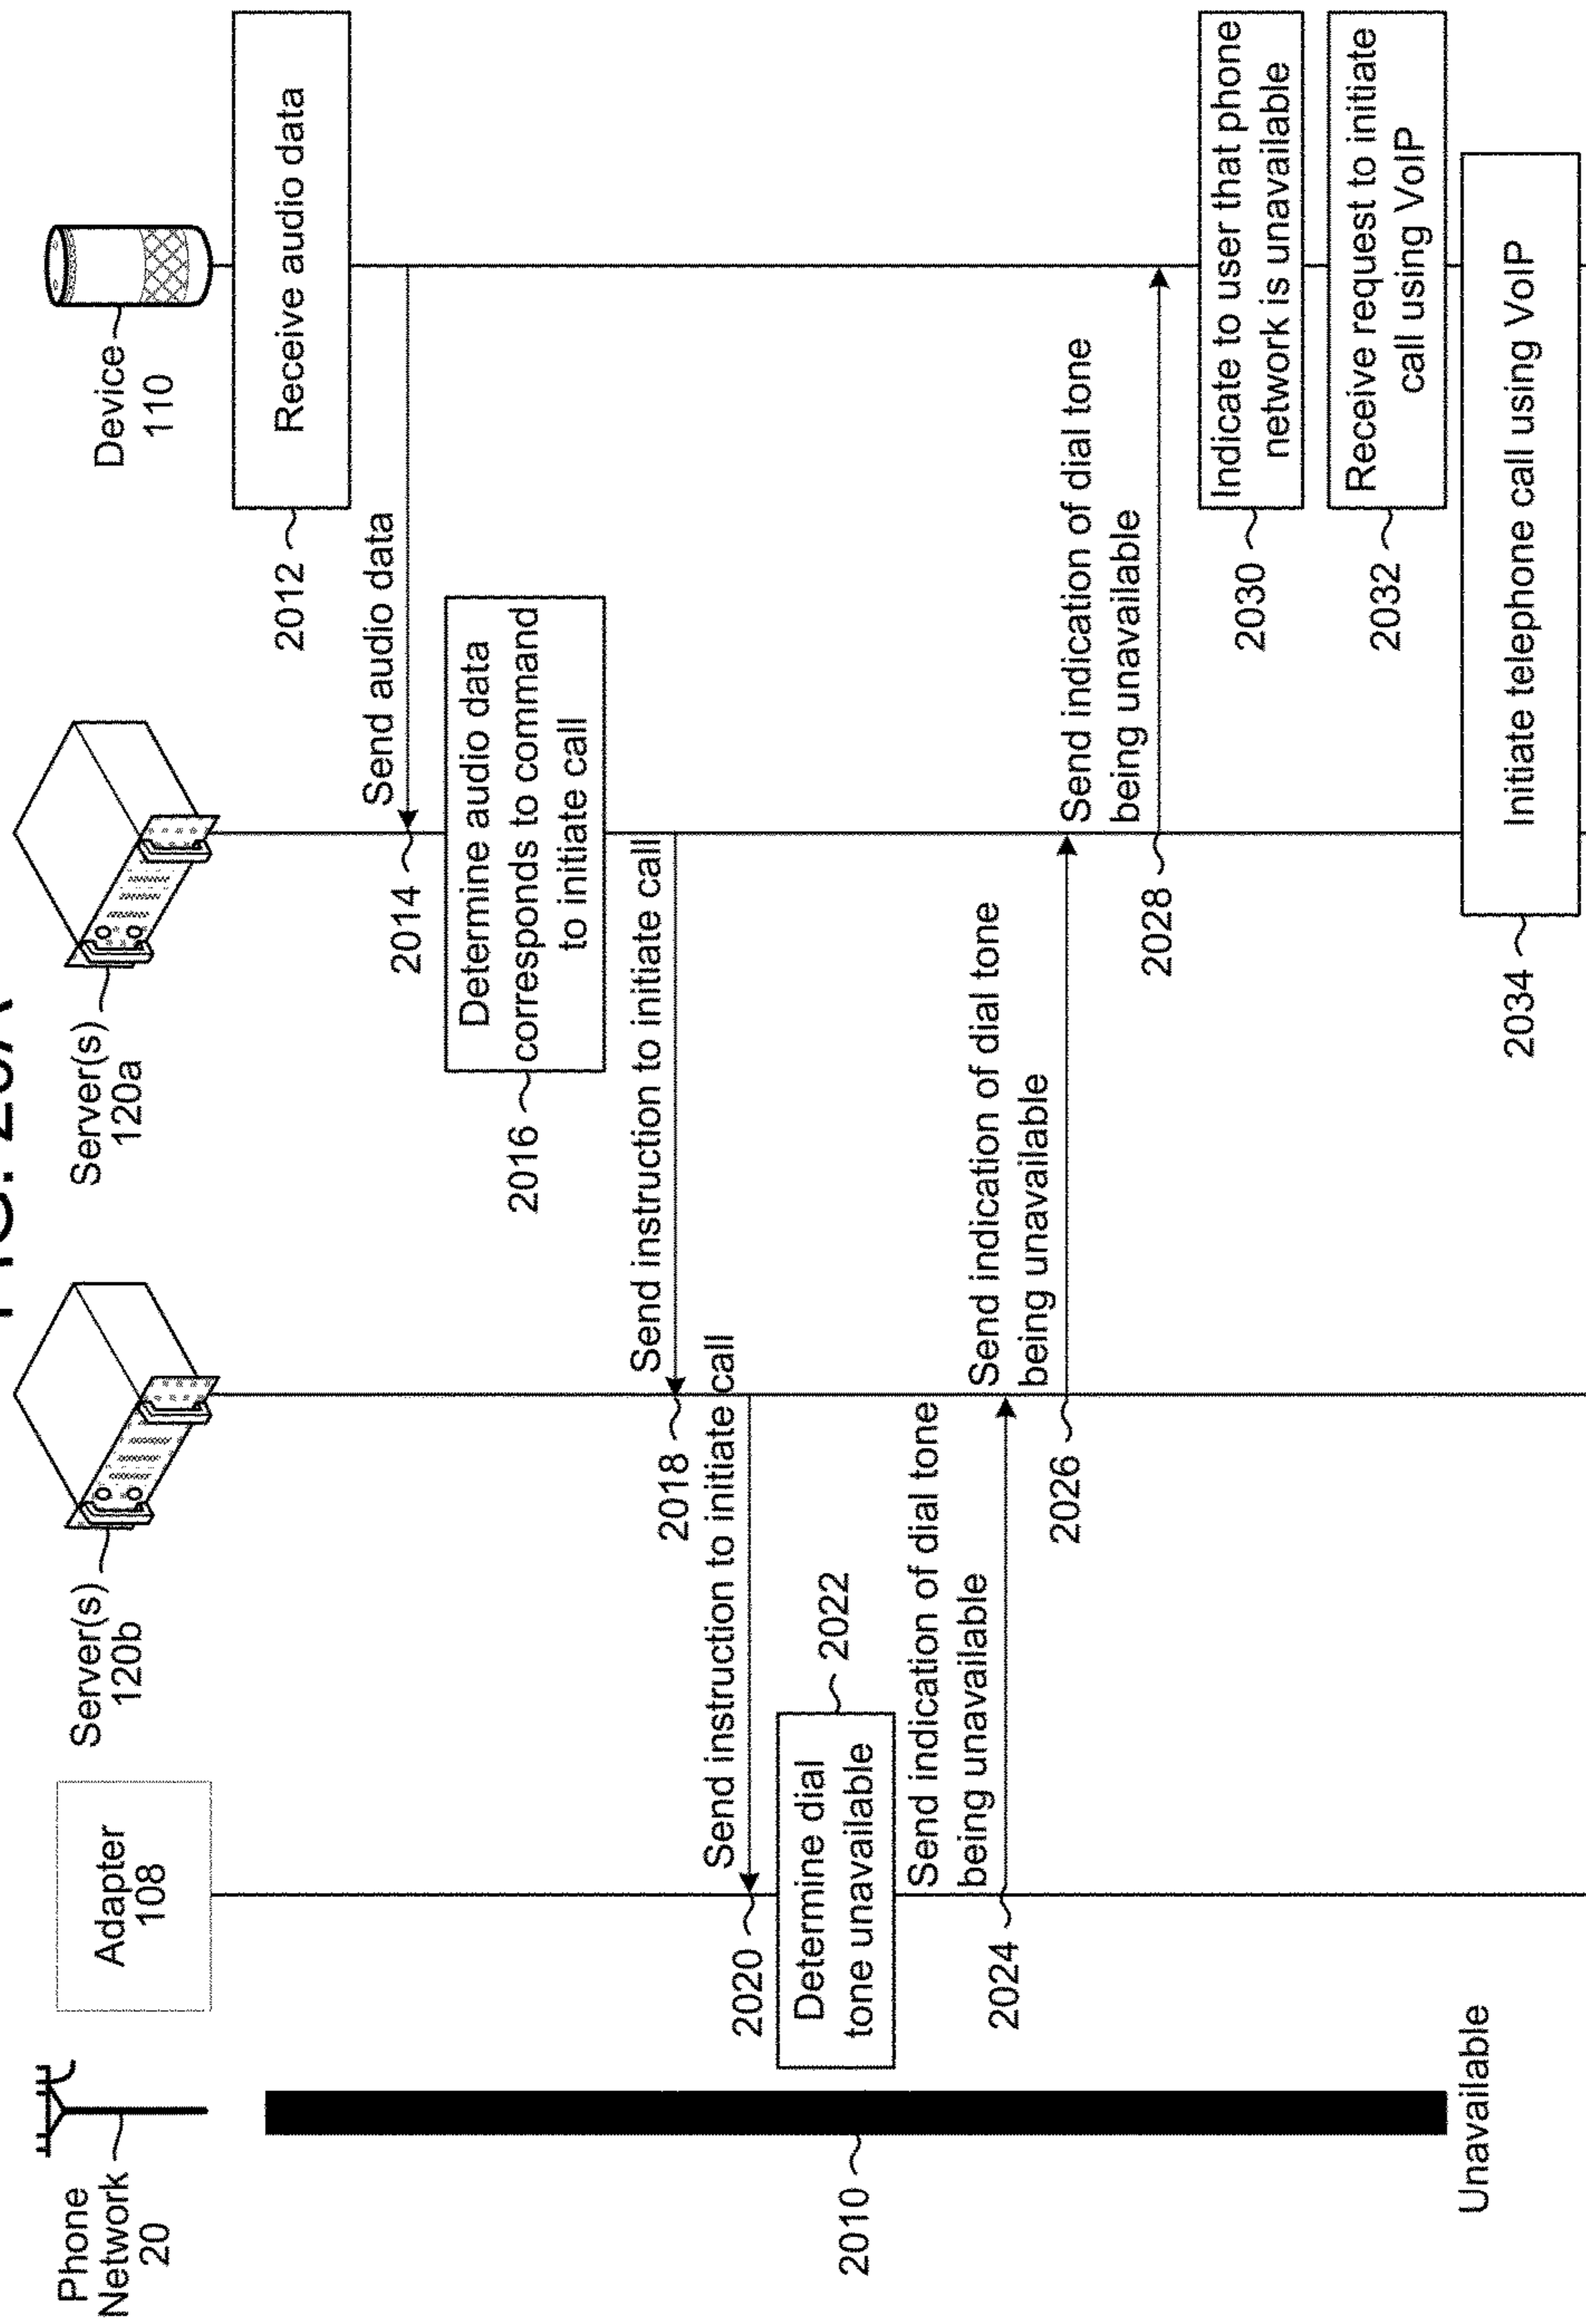 Phone
Network
20
Adapter
108
Server(s)
120b
Server(s)
120a
Device
110
2012
Receive audio data
Send audio data
2014
2016
Determine audio data
corresponds to command
to initiate call
Send instruction to initiate call
2018
Send instruction to initiate call
2020
Determine dial
tone unavailable
2022
2010
Send indication of dial tone
being unavailable
2024
Send indication of dial tone
being unavailable
2026
Send indication of dial tone
being unavailable
2028
2030
Indicate to user that phone
network is unavailable
2032
Receive request to initiate
call using VoIP
2034
Initiate telephone call using VoIP
Unavailable